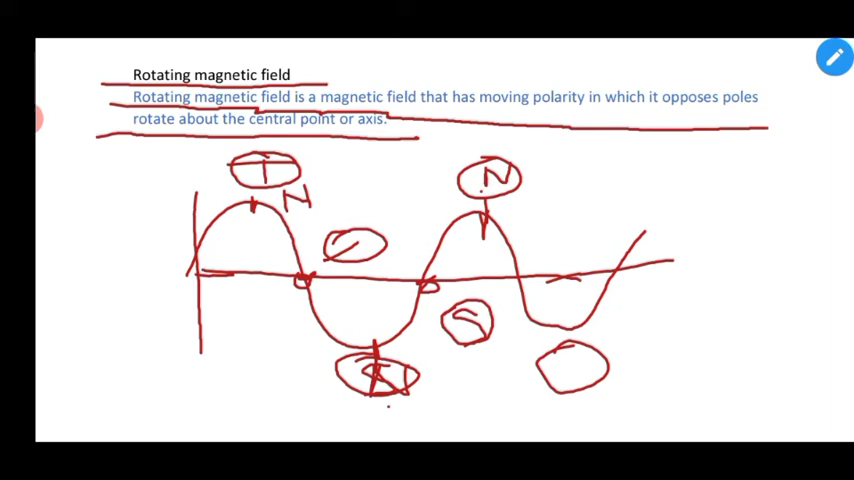 Rotating magnetic field
Rotating magnetic field is a magnetic field that has moving polarity in which it opposes poles
rotate about the central point or axis.
N
N